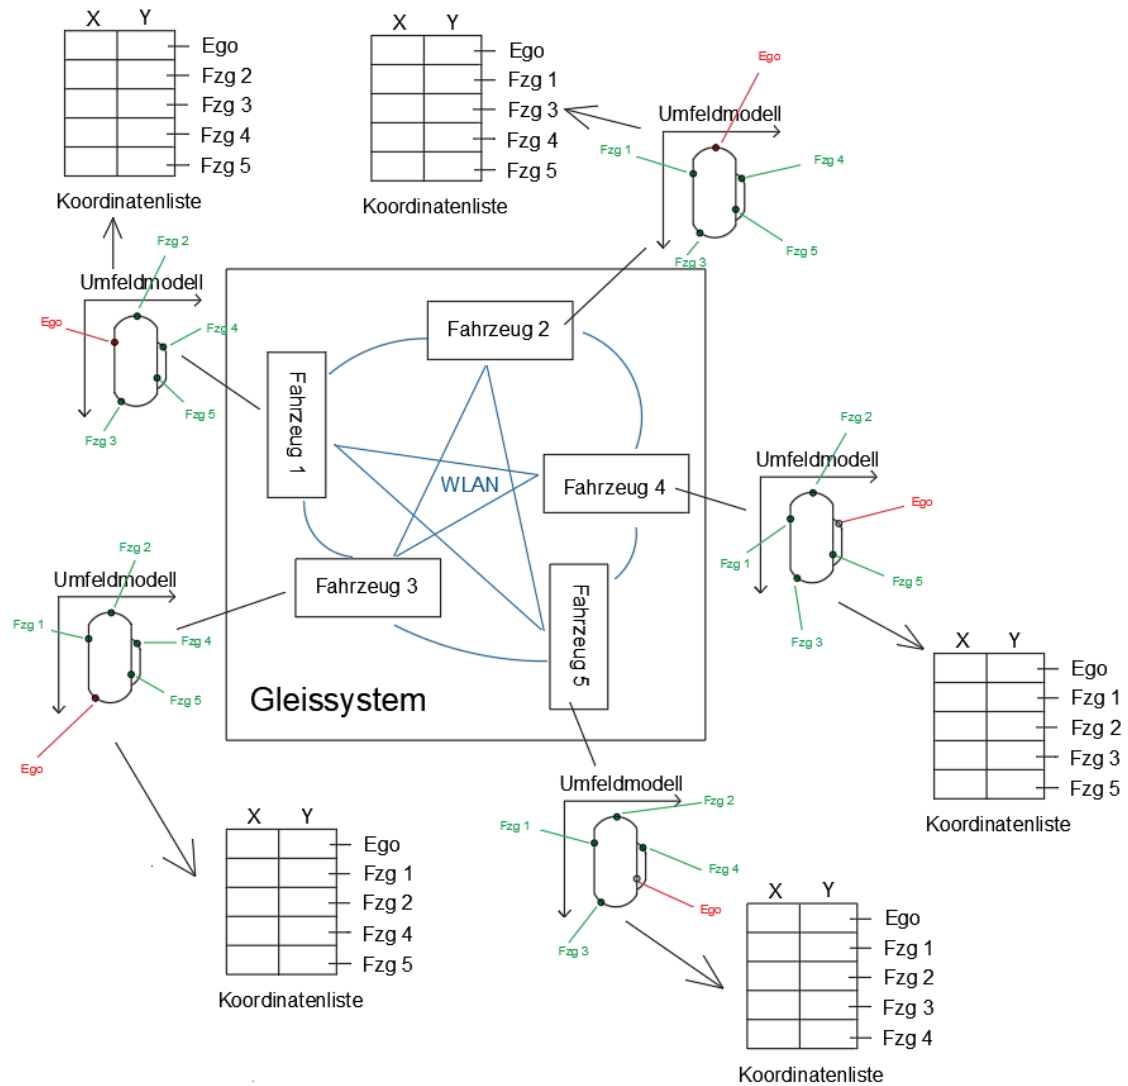 X Y
Ego
Fzg 2
Fzg 3
Fzg 4
Fzg 5
Koordinatenliste
X Y
Ego
Fzg 1
Fzg 3
Fzg 4
Fzg 5
Koordinatenliste
Ego
Umfeldmodell
Fzg 1
Fzg 4
Fzg 5
Fzg 3
Fzg 2
Umfeldmodell
Ego
Fzg 4
Fzg 5
Fzg 3
Fahrzeug 2
Fahrzeug 1
WLAN
Fahrzeug 4
Fahrzeug 3
Fahrzeug 5
Gleissystem
Fzg 2
Umfeldmodell
Ego
Fzg 1
Fzg 5
Fzg 3
X Y
Ego
Fzg 1
Fzg 2
Fzg 3
Fzg 5
Koordinatenliste
Fzg 2
Umfeldmodell
Fzg 1
Fzg 4
Fzg 5
Ego
X Y
Ego
Fzg 1
Fzg 2
Fzg 4
Fzg 5
Koordinatenliste
Umfeldmodell
Fzg 2
Fzg 1
Fzg 4
Ego
Fzg 3
X Y
Ego
Fzg 1
Fzg 2
Fzg 3
Fzg 4
Koordinatenliste